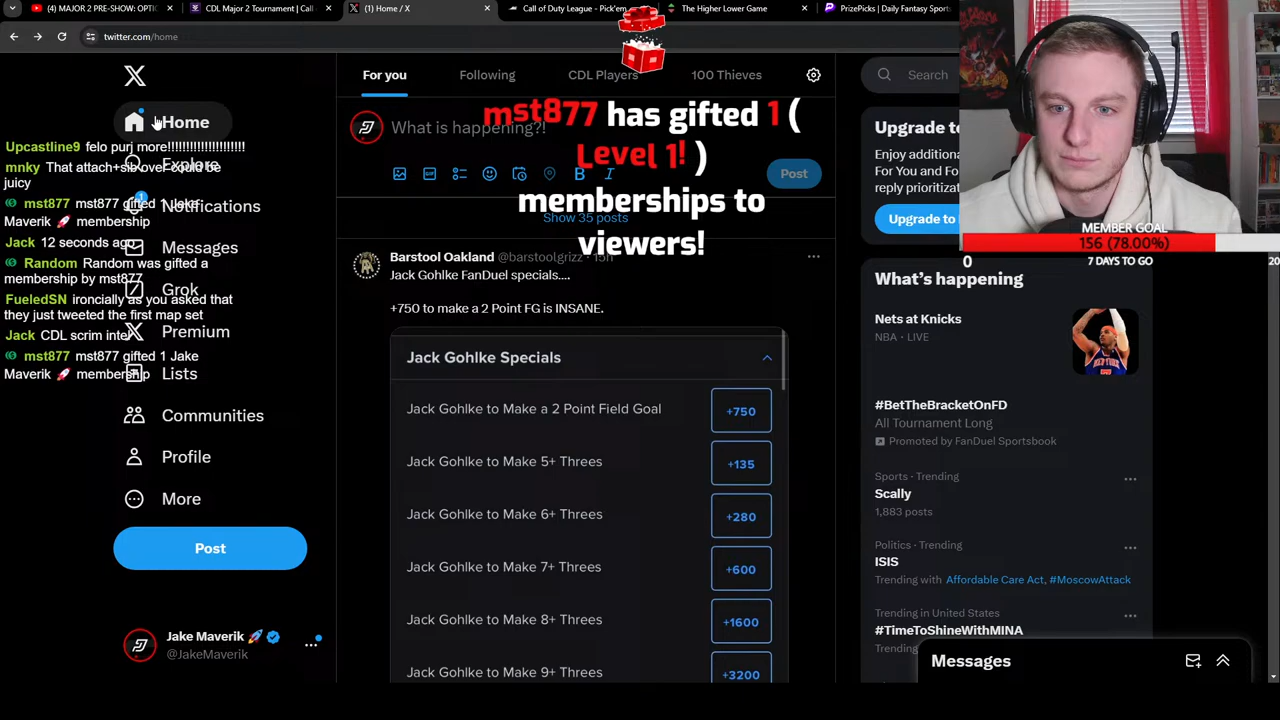 (4) MAJOR 2 PRE-SHOW: OPTIC
CDL Major 2 Tournament | Call
(1) Home / X
Call of Duty League - Pick'em
The Higher Lower Game
PrizePicks | Daily Fantasy Sports
twitter.com/home
For you
Following
CDL Players
100 Thieves
Search
Home
What is happening?!
Post
Upcastline9 felo purj more!!!!!!!!!!!!!!!!!!!!!
mnky That attach+sib over could be
juicy
Explore
mst877 mst877 gifted 1 Jake
Maverik 🚀 membership
Notifications
1
Jack 12 seconds ago
Messages
Random Random was gifted a
membership by mst877
Grok
FueledSN ironcially as you asked that
they just tweeted the first map set
Jack CDL scrim intel
Premium
mst877 mst877 gifted 1 Jake
Maverik 🚀 membership
Lists
Communities
Profile
More
Post
Jake Maverik 🚀
@JakeMaverik
mst877 has gifted 1 (
Level 1! )
memberships to
viewers!
Show 35 posts
Barstool Oakland @barstoolgrizz · 15h
Jack Gohlke FanDuel specials....
+750 to make a 2 Point FG is INSANE.
Jack Gohlke Specials
Jack Gohlke to Make a 2 Point Field Goal
+750
Jack Gohlke to Make 5+ Threes
+135
Jack Gohlke to Make 6+ Threes
+280
Jack Gohlke to Make 7+ Threes
+600
Jack Gohlke to Make 8+ Threes
+1600
Jack Gohlke to Make 9+ Threes
+3200
Upgrade to
Enjoy additional
For You and Fo
reply prioritizat
Upgrade to
MEMBER GOAL
156 (78.00%)
0
7 DAYS TO GO
20
What's happening
Nets at Knicks
NBA · LIVE
#BetTheBracketOnFD
All Tournament Long
Promoted by FanDuel Sportsbook
Sports · Trending
Scally
1,883 posts
Politics · Trending
ISIS
Trending with Affordable Care Act, #MoscowAttack
Trending in United States
#TimeToShineWithMINA
Messages